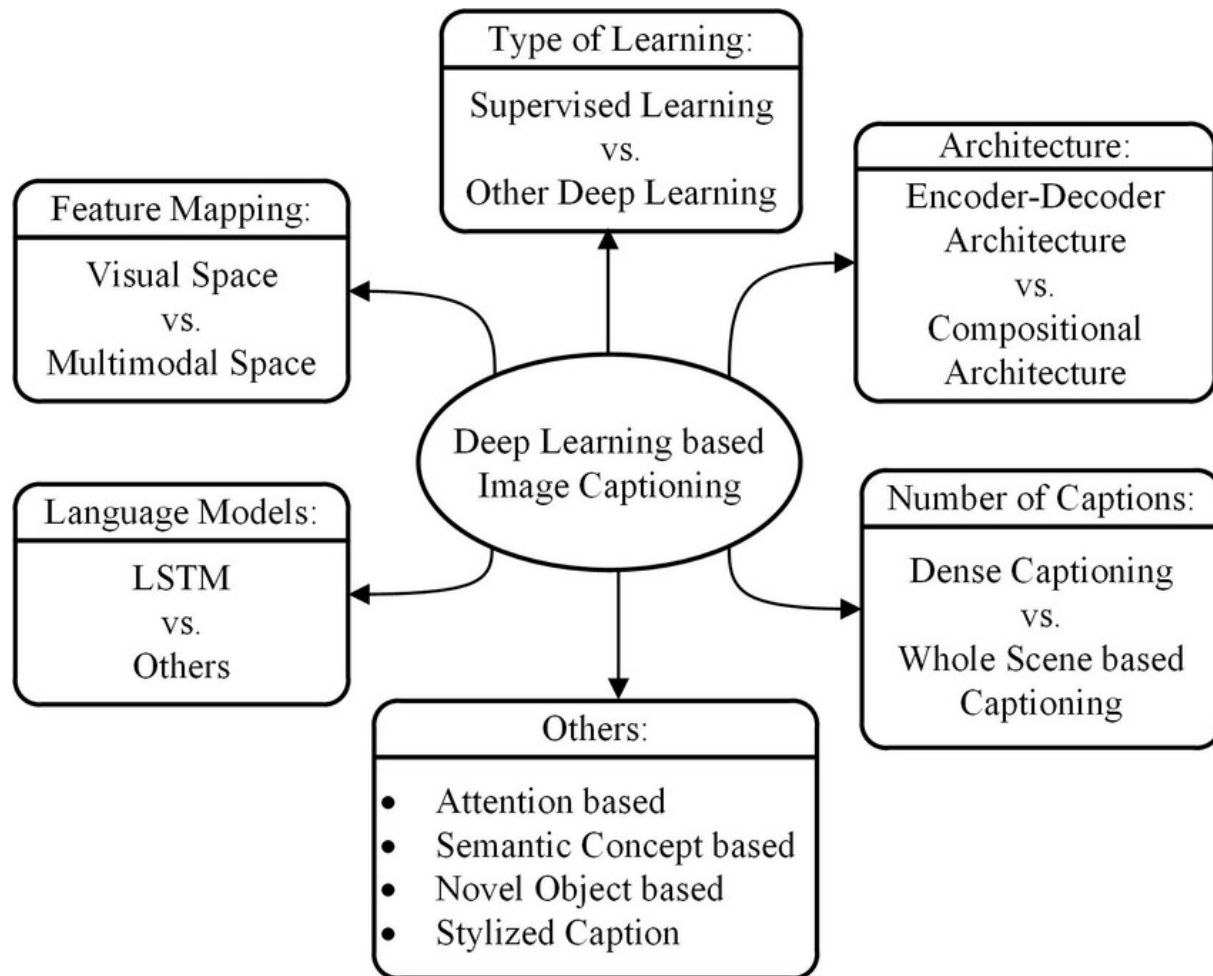 Type of Learning:
Supervised Learning
vs.
Other Deep Learning
Architecture:
Encoder-Decoder
Architecture
vs.
Compositional
Architecture
Feature Mapping:
Visual Space
vs.
Multimodal Space
Deep Learning based
Image Captioning
Language Models:
LSTM
vs.
Others
Number of Captions:
Dense Captioning
vs.
Whole Scene based
Captioning
Others:
• Attention based
• Semantic Concept based
• Novel Object based
• Stylized Caption